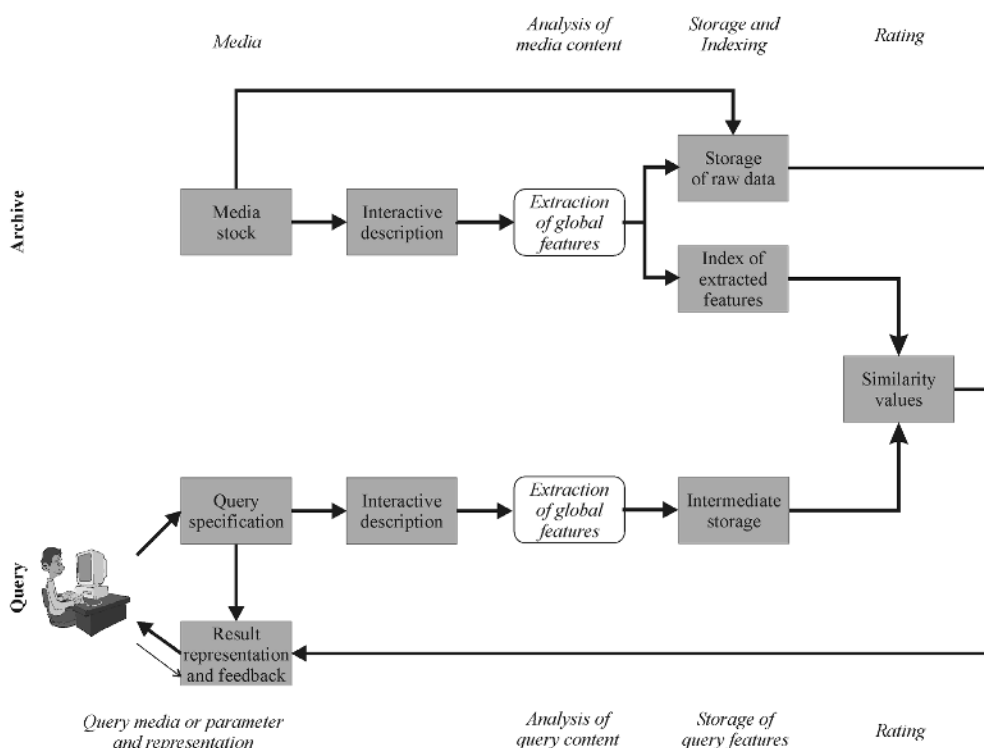 Media
Analysis of
media content
Storage and
Indexing
Rating
Archive
Media
stock
Interactive
description
Extraction
of global
features
Storage
of raw data
Index of
extracted
features
Similarity
values
Query
Query
specification
Interactive
description
Extraction
of global
features
Intermediate
storage
Result
representation
and feedback
Query media or parameter
and representation
Analysis of
query content
Storage of
query features
Rating